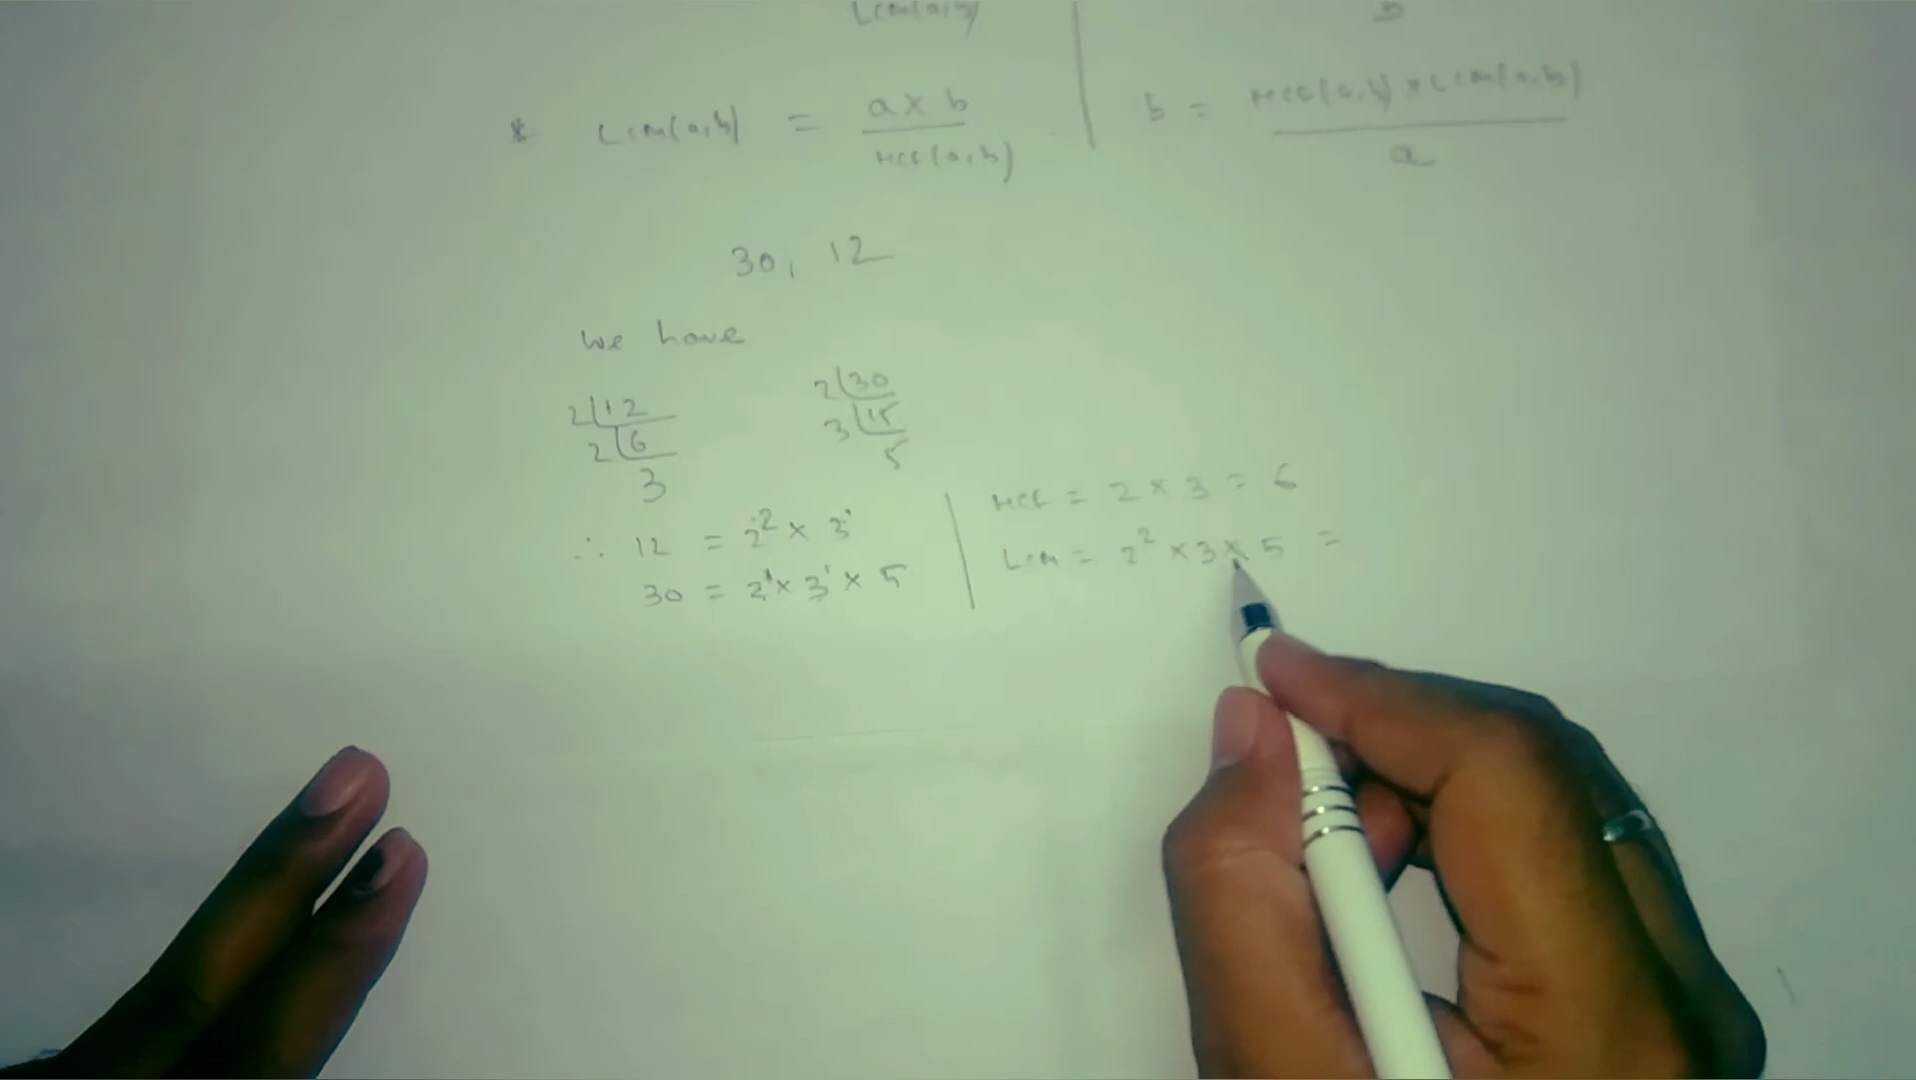 Lcm(a,b)
b
* Lcm(a,b) = a × b / HCF(a,b)
b = HCF(a,b) × Lcm(a,b) / a
30, 12
We have
2 | 12
2 | 6
3
2 | 30
3 | 15
5
∴ 12 = 2² × 3¹
30 = 2¹ × 3¹ × 5
HCF = 2 × 3 = 6
Lcm = 2² × 3 × 5 =